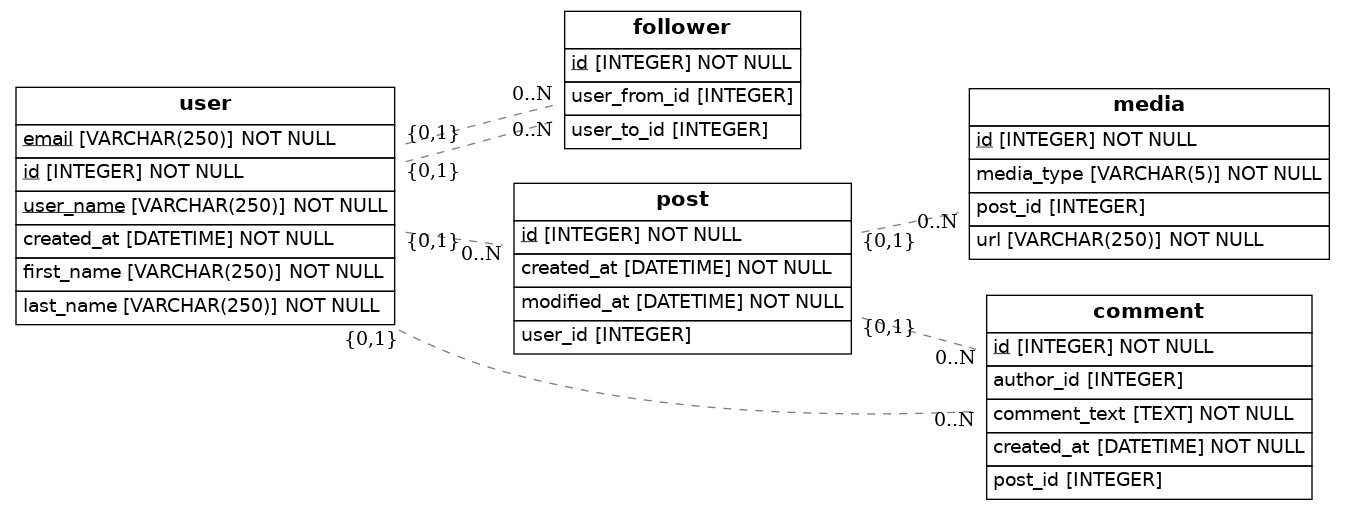 follower
id [INTEGER] NOT NULL
user_from_id [INTEGER]
user_to_id [INTEGER]
user
email [VARCHAR(250)] NOT NULL
id [INTEGER] NOT NULL
user_name [VARCHAR(250)] NOT NULL
created_at [DATETIME] NOT NULL
first_name [VARCHAR(250)] NOT NULL
last_name [VARCHAR(250)] NOT NULL
0..N
{0,1}
0..N
{0,1}
{0,1}
0..N
{0,1}
0..N
post
id [INTEGER] NOT NULL
created_at [DATETIME] NOT NULL
modified_at [DATETIME] NOT NULL
user_id [INTEGER]
{0,1}
0..N
{0,1}
0..N
media
id [INTEGER] NOT NULL
media_type [VARCHAR(5)] NOT NULL
post_id [INTEGER]
url [VARCHAR(250)] NOT NULL
comment
id [INTEGER] NOT NULL
author_id [INTEGER]
comment_text [TEXT] NOT NULL
created_at [DATETIME] NOT NULL
post_id [INTEGER]